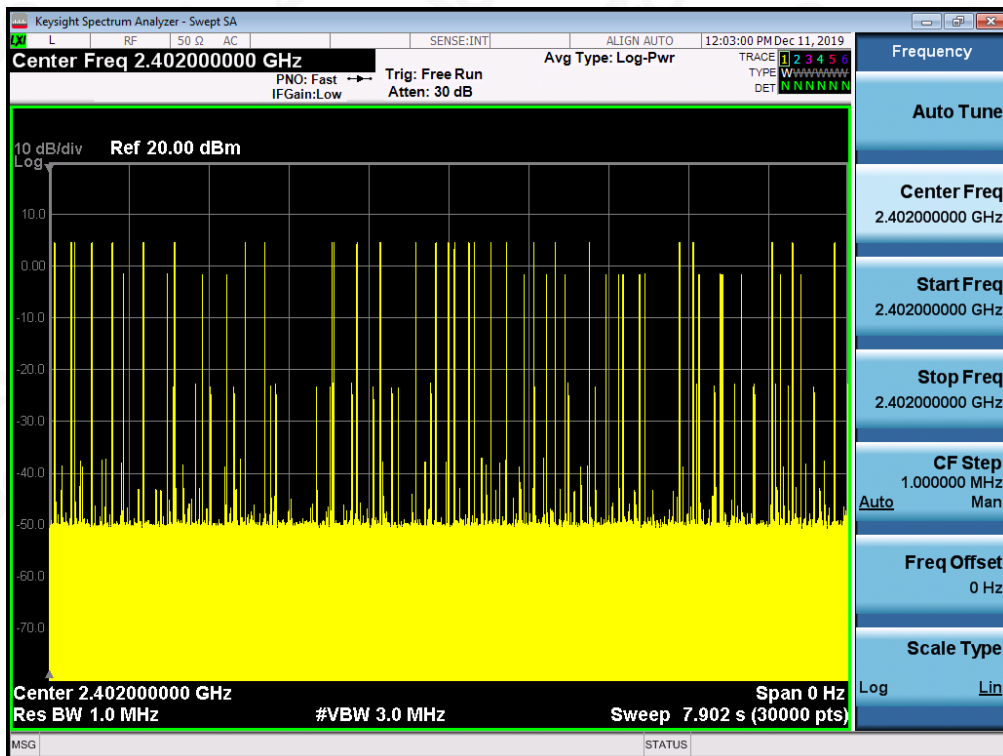 Keysight Spectrum Analyzer - Swept SA
LXI L RF 50 Ω AC SENSE:INT ALIGN AUTO 12:03:00 PM Dec 11, 2019
Center Freq 2.402000000 GHz
PNO: Fast
IFGain:Low
Trig: Free Run
Atten: 30 dB
Avg Type: Log-Pwr
TRACE 1 2 3 4 5 6
TYPE WWWWWW
DET N N N N N N
10 dB/div Ref 20.00 dBm
Log
10.0
0.00
-10.0
-20.0
-30.0
-40.0
-50.0
-60.0
-70.0
Center 2.402000000 GHz Span 0 Hz
Res BW 1.0 MHz #VBW 3.0 MHz Sweep 7.902 s (30000 pts)
MSG STATUS
Frequency
Auto Tune
Center Freq
2.402000000 GHz
Start Freq
2.402000000 GHz
Stop Freq
2.402000000 GHz
CF Step
1.000000 MHz
Auto Man
Freq Offset
0 Hz
Scale Type
Log Lin